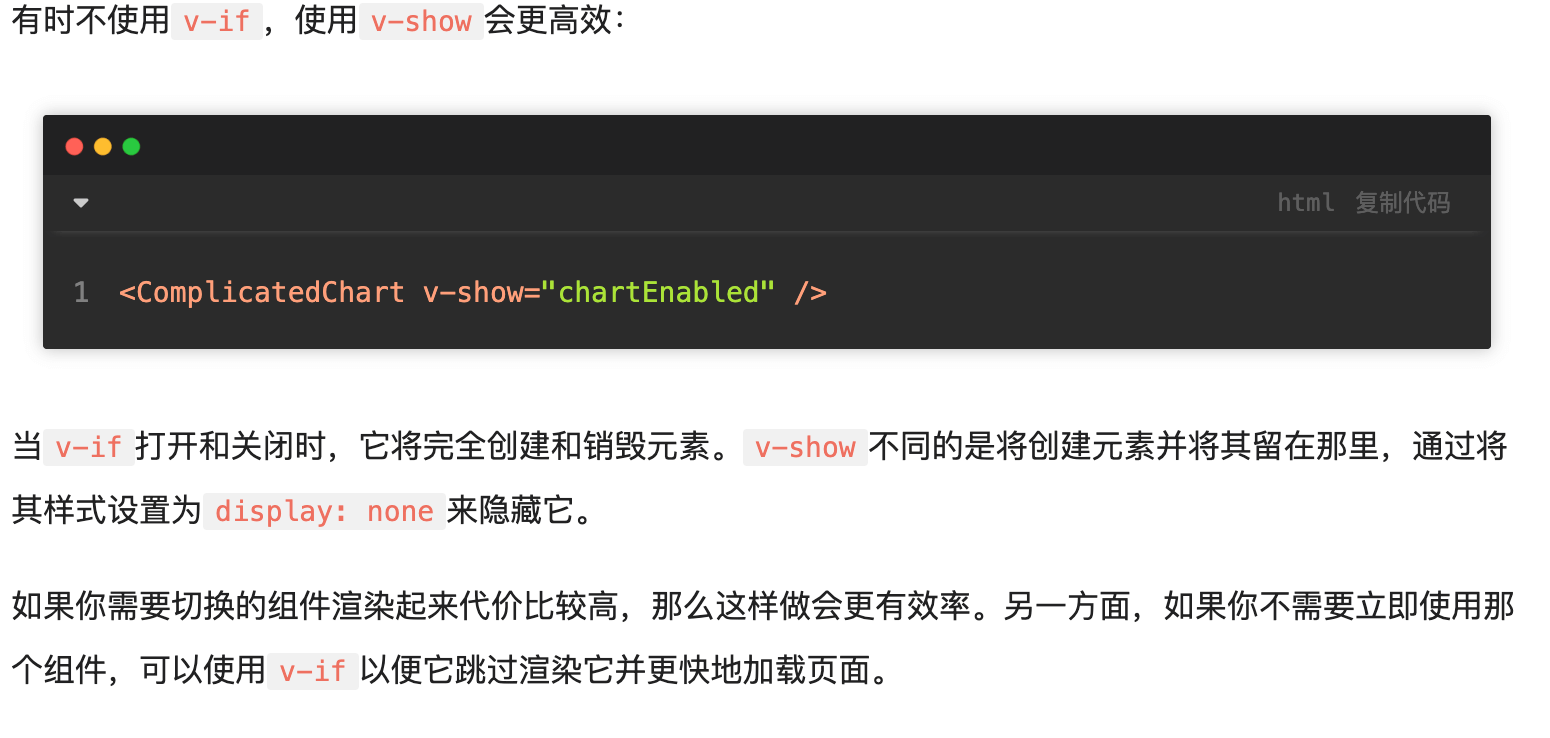 有时不使用 v-if ，使用 v-show 会更高效：
html 复制代码
1 <ComplicatedChart v-show="chartEnabled" />
当 v-if 打开和关闭时，它将完全创建和销毁元素。 v-show 不同的是将创建元素并将其留在那里，通过将
其样式设置为 display: none 来隐藏它。
如果你需要切换的组件渲染起来代价比较高，那么这样做会更有效率。另一方面，如果你不需要立即使用那
个组件，可以使用 v-if 以便它跳过渲染它并更快地加载页面。